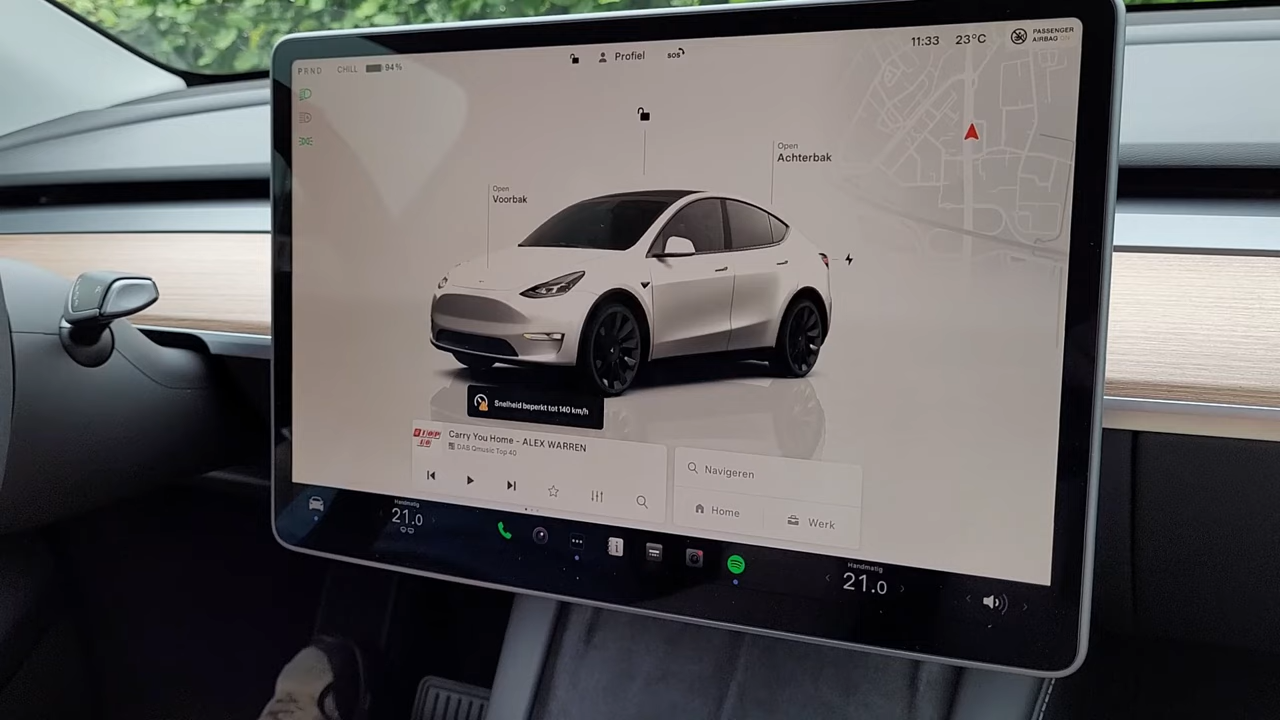 PRND CHILL 94%
Profiel
SOS
11:33 23°C
PASSENGER
AIRBAG ON
Open
Voorbak
Open
Achterbak
Snelheid beperkt tot 140 km/h
Carry You Home - ALEX WARREN
DAB Qmusic Top 40
Navigeren
Home
Werk
Handmatig
21.0
Handmatig
21.0